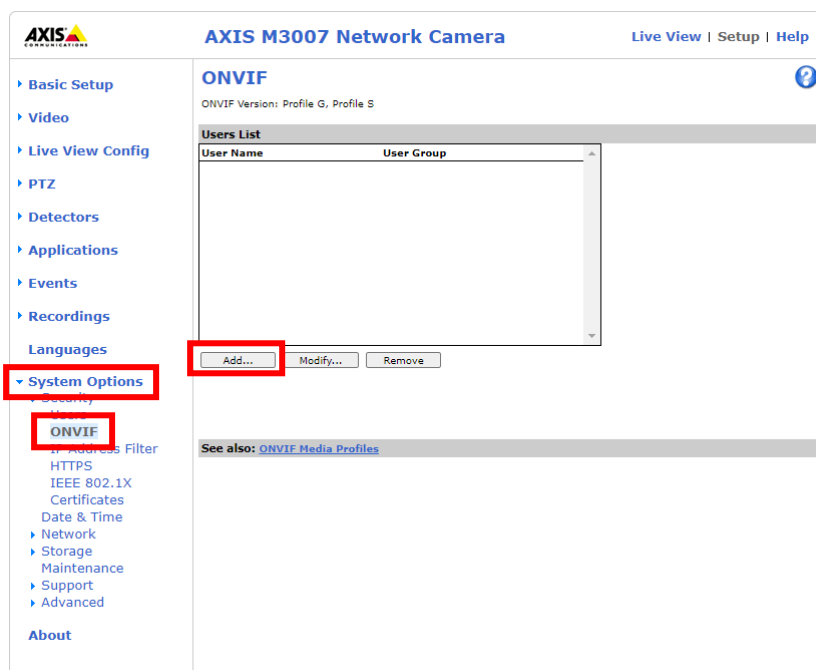 AXIS
COMMUNICATIONS
AXIS M3007 Network Camera
Live View | Setup | Help
Basic Setup
Video
Live View Config
PTZ
Detectors
Applications
Events
Recordings
Languages
System Options
Security
Users
ONVIF
IP Address Filter
HTTPS
IEEE 802.1X
Certificates
Date & Time
Network
Storage
Maintenance
Support
Advanced
About
ONVIF
?
ONVIF Version: Profile G, Profile S
Users List
User Name User Group
Add... Modify... Remove
See also: ONVIF Media Profiles